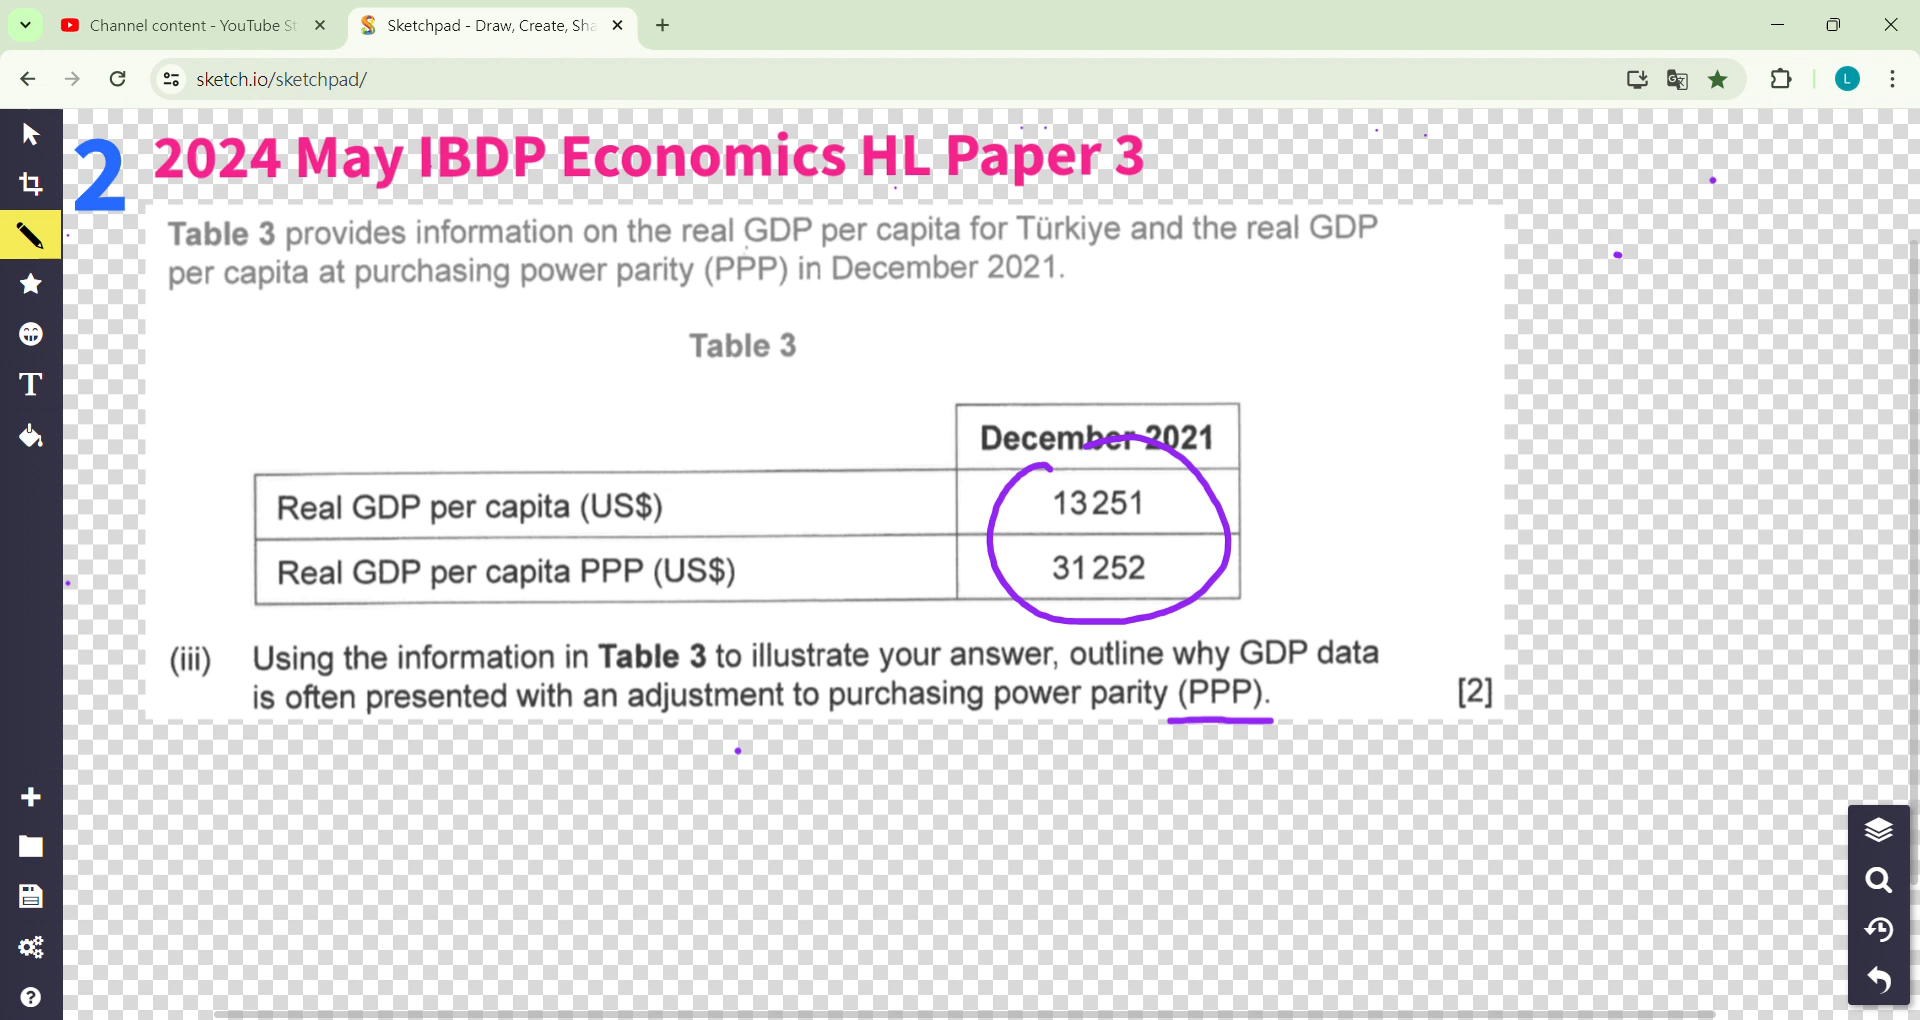 Channel content - YouTube St
Sketchpad - Draw, Create, Sha
sketch.io/sketchpad/
L
2
2024 May IBDP Economics HL Paper 3
Table 3 provides information on the real GDP per capita for Türkiye and the real GDP
per capita at purchasing power parity (PPP) in December 2021.
Table 3
December 2021
Real GDP per capita (US$) 13 251
Real GDP per capita PPP (US$) 31 252
(iii) Using the information in Table 3 to illustrate your answer, outline why GDP data
is often presented with an adjustment to purchasing power parity (PPP). [2]